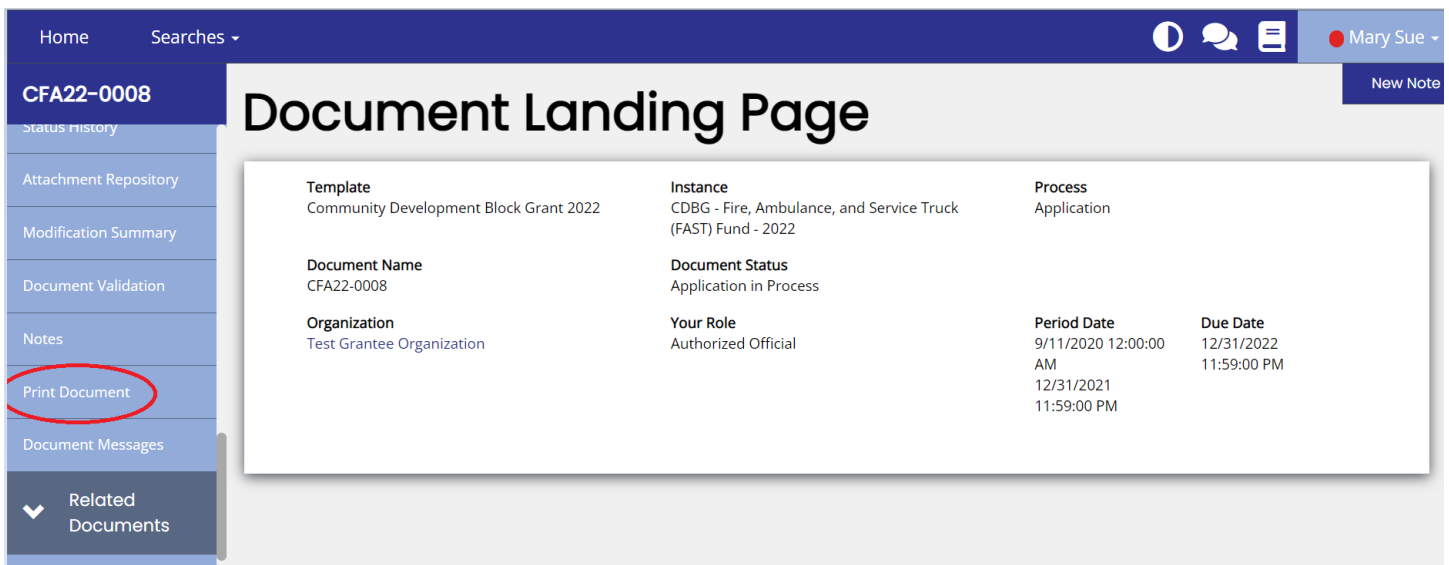 Home Searches
Mary Sue
CFA22-0008
New Note
Status History
Attachment Repository
Modification Summary
Document Validation
Notes
Print Document
Document Messages
Related
Documents
Document Landing Page
Template
Community Development Block Grant 2022
Instance
CDBG - Fire, Ambulance, and Service Truck
(FAST) Fund - 2022
Process
Application
Document Name
CFA22-0008
Document Status
Application in Process
Organization
Test Grantee Organization
Your Role
Authorized Official
Period Date
9/11/2020 12:00:00
AM
12/31/2021
11:59:00 PM
Due Date
12/31/2022
11:59:00 PM